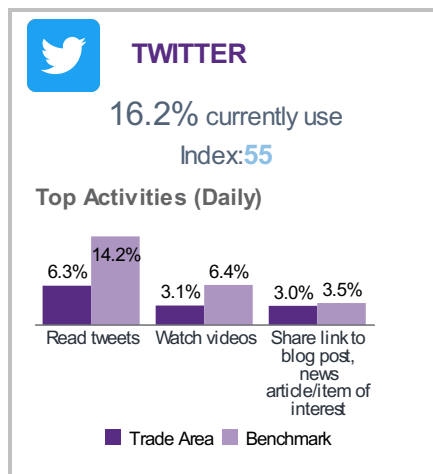 TWITTER
16.2% currently use
Index:55
Top Activities (Daily)
6.3% 14.2% 3.1% 6.4% 3.0% 3.5%
Read tweets Watch videos Share link to
blog post,
news
article/item of
interest
Trade Area Benchmark